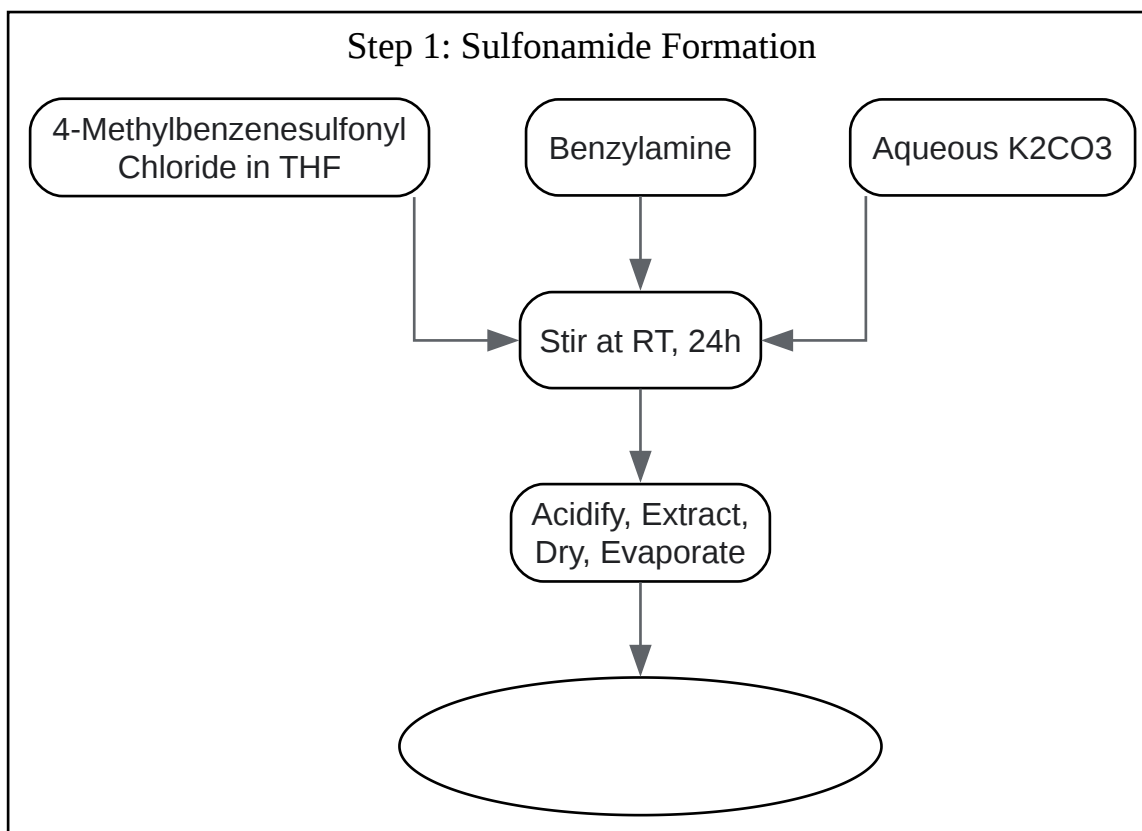 Step 1: Sulfonamide Formation
4-Methylbenzenesulfonyl
Chloride in THF
Benzylamine
Aqueous K2CO3
Stir at RT, 24h
Acidify, Extract,
Dry, Evaporate